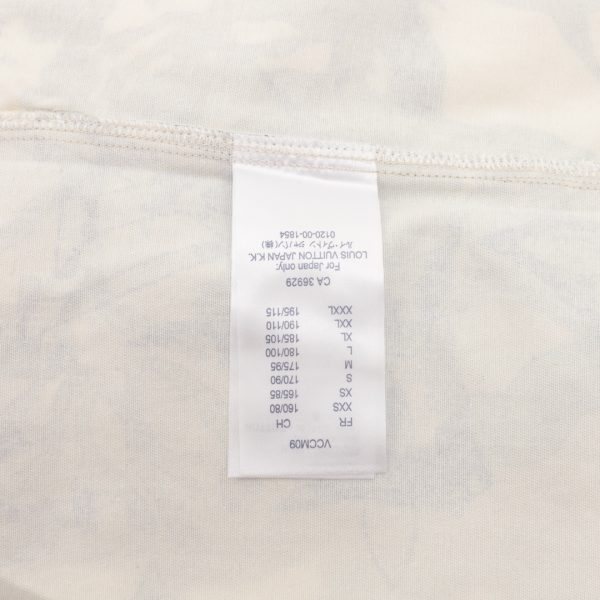 VCCM09
FR CH
XXS 160/80
XS 165/85
S 170/90
M 175/95
L 180/100
XL 185/105
XXL 190/110
XXXL 195/115
CA 36929
For Japan only:
LOUIS VUITTON JAPAN K.K.
ルイ・ヴィトン ジャパン(株)
0120-00-1854